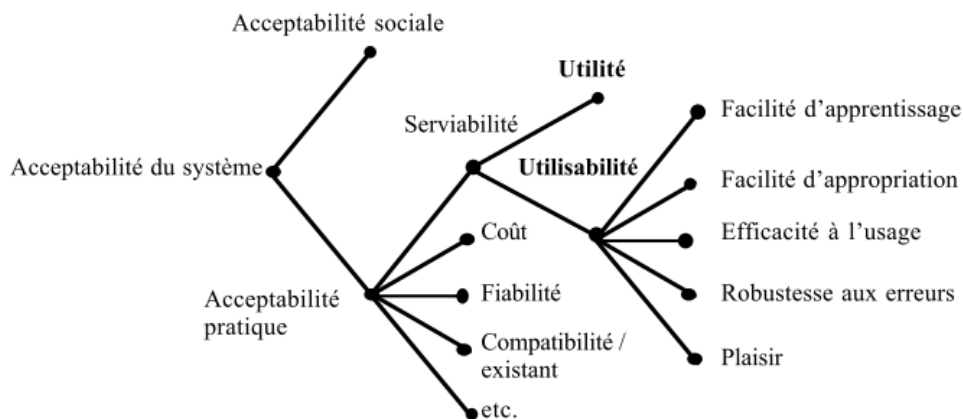 Acceptabilité sociale
Utilité
Facilité d’apprentissage
Serviabilité
Acceptabilité du système
Utilisabilité
Facilité d’appropriation
Coût
Efficacité à l’usage
Acceptabilité
pratique
Fiabilité
Robustesse aux erreurs
Compatibilité /
existant
Plaisir
etc.